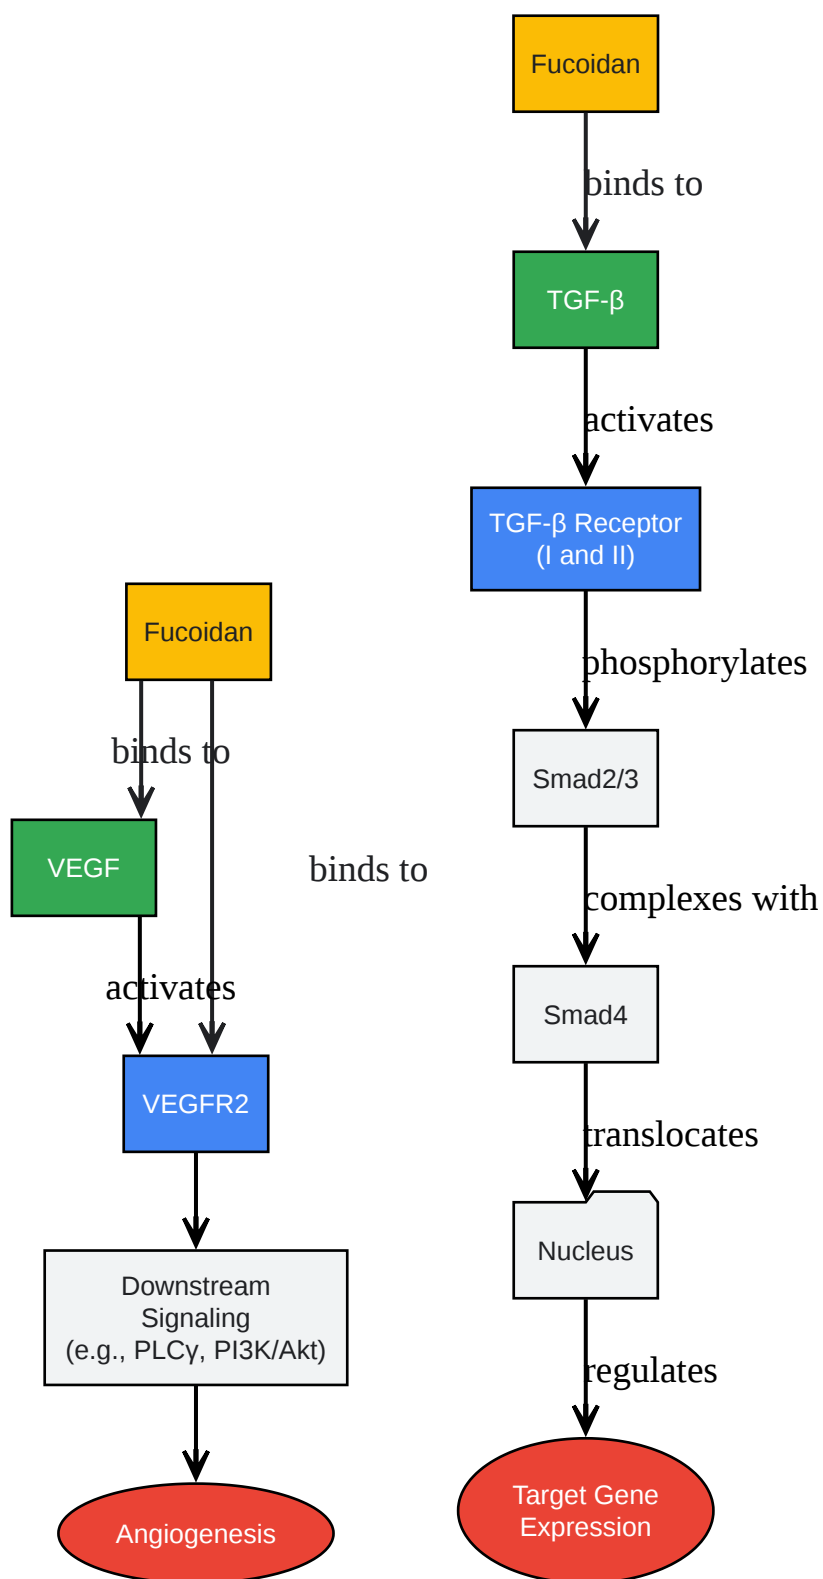 Fucoidan
binds to
TGF-β
activates
TGF-β Receptor
(I and II)
phosphorylates
Smad2/3
complexes with
Smad4
translocates
Nucleus
regulates
Target Gene
Expression
Fucoidan
binds to
VEGF
binds to
activates
VEGFR2
Downstream
Signaling
(e.g., PLCγ, PI3K/Akt)
Angiogenesis